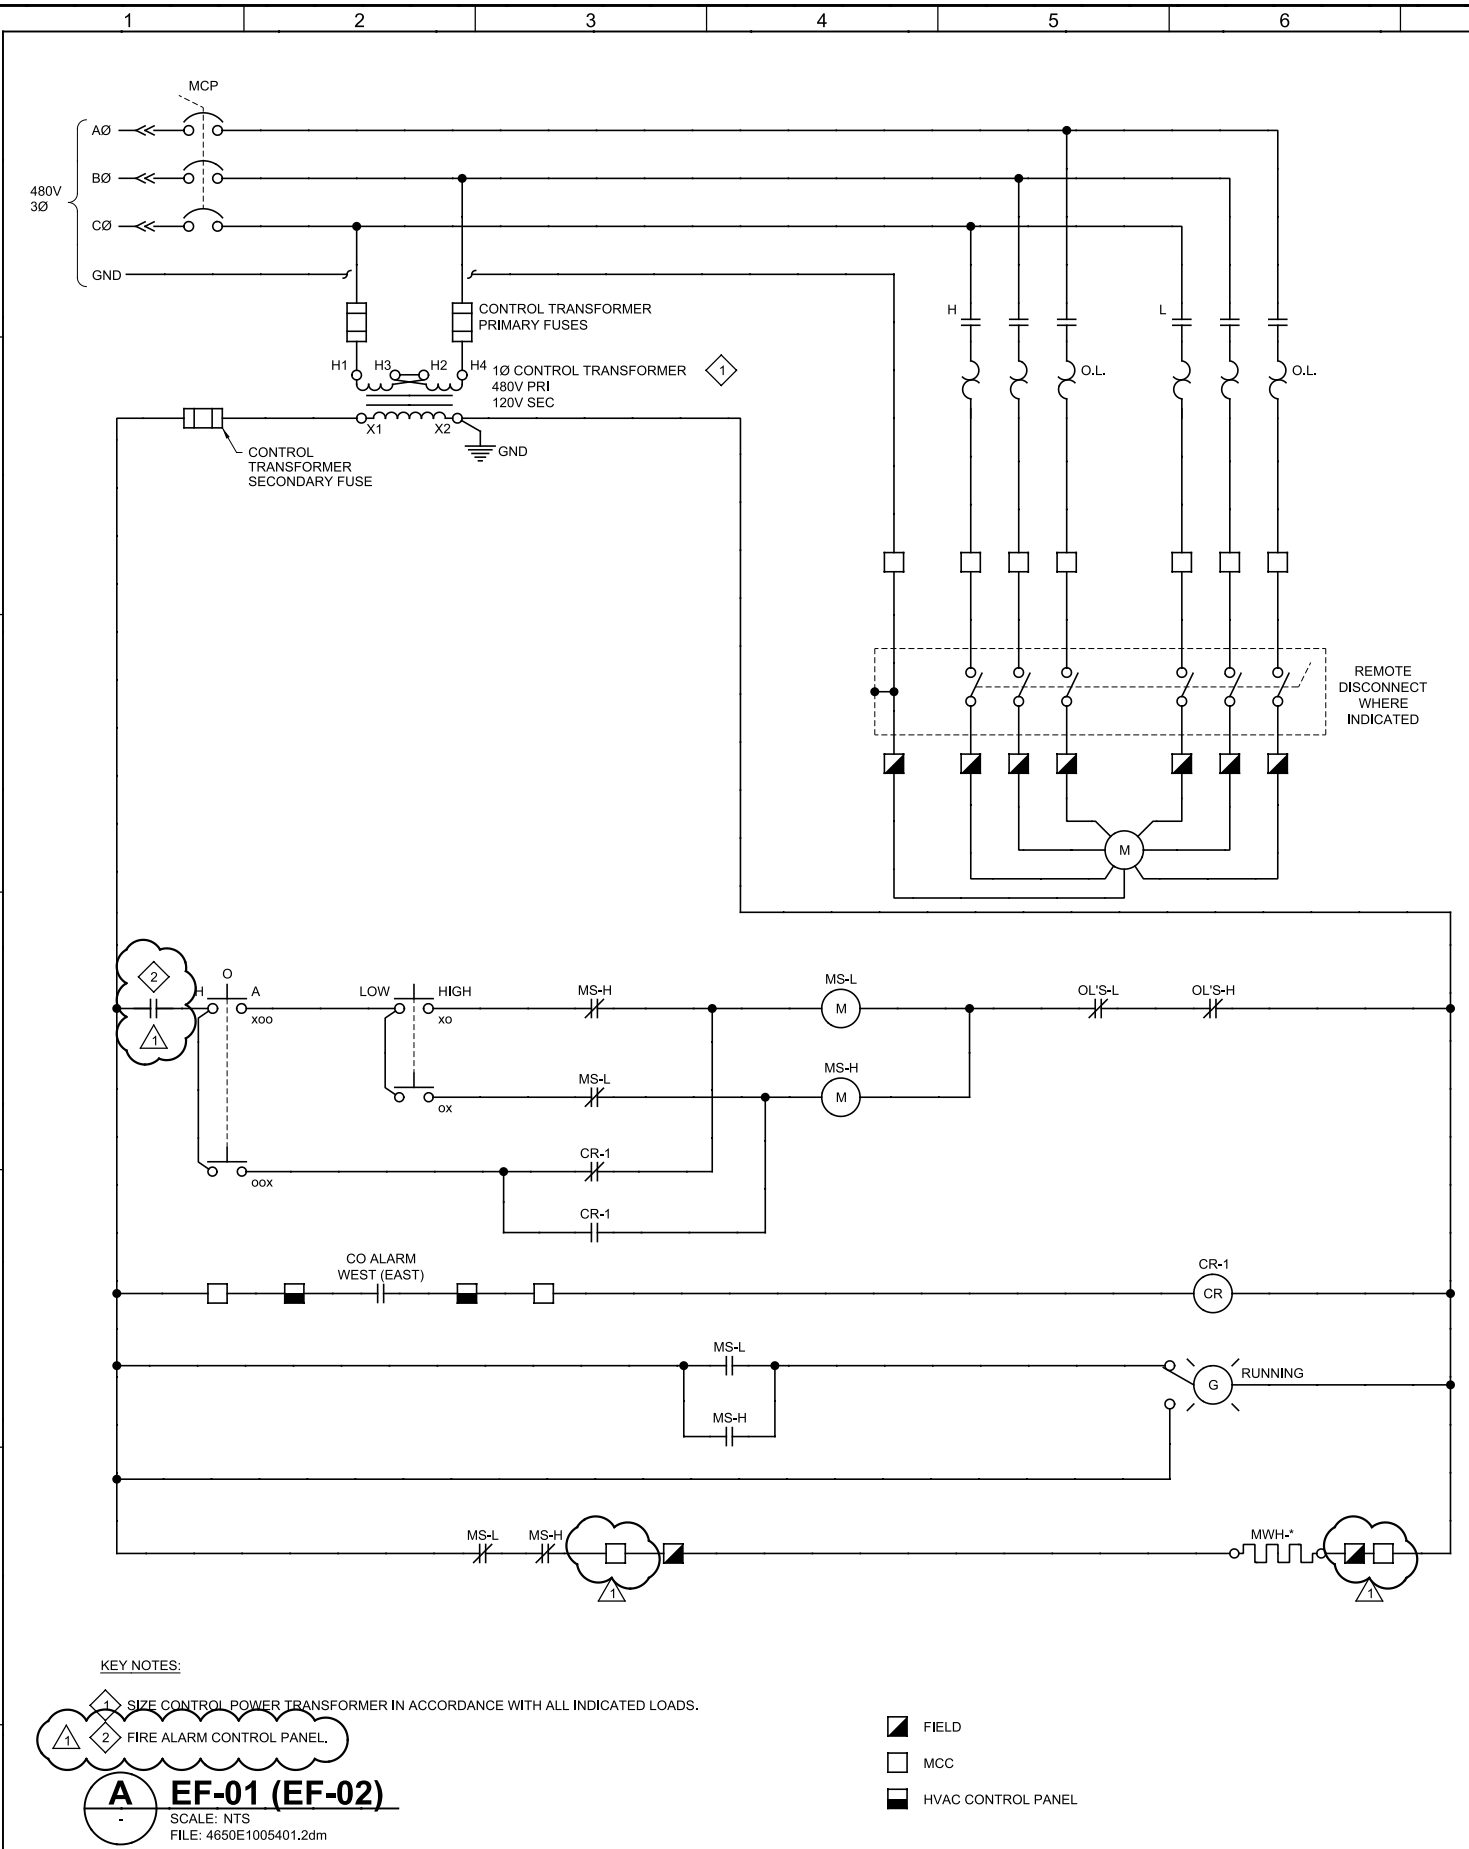 1 2 3 4 5 6
MCP
AØ
BØ
480V
3Ø
CØ
GND
CONTROL TRANSFORMER
PRIMARY FUSES
H L
H1 H3 H2 H4
1Ø CONTROL TRANSFORMER 1
480V PRI
120V SEC
O.L. O.L.
X1 X2
GND
CONTROL
TRANSFORMER
SECONDARY FUSE
REMOTE
DISCONNECT
WHERE
INDICATED
M
2
H O A LOW HIGH MS-H MS-L OL'S-L OL'S-H
M
xoo xo
1
MS-L MS-H
M
ox
CR-1
oox
CR-1
CO ALARM
WEST (EAST)
CR-1
CR
MS-L
G RUNNING
MS-H
MS-L MS-H MWH-*
1 1
KEY NOTES:
1 SIZE CONTROL POWER TRANSFORMER IN ACCORDANCE WITH ALL INDICATED LOADS.
1 2 FIRE ALARM CONTROL PANEL.
FIELD
MCC
HVAC CONTROL PANEL
A EF-01 (EF-02)
-
SCALE: NTS
FILE: 4650E1005401.2dm